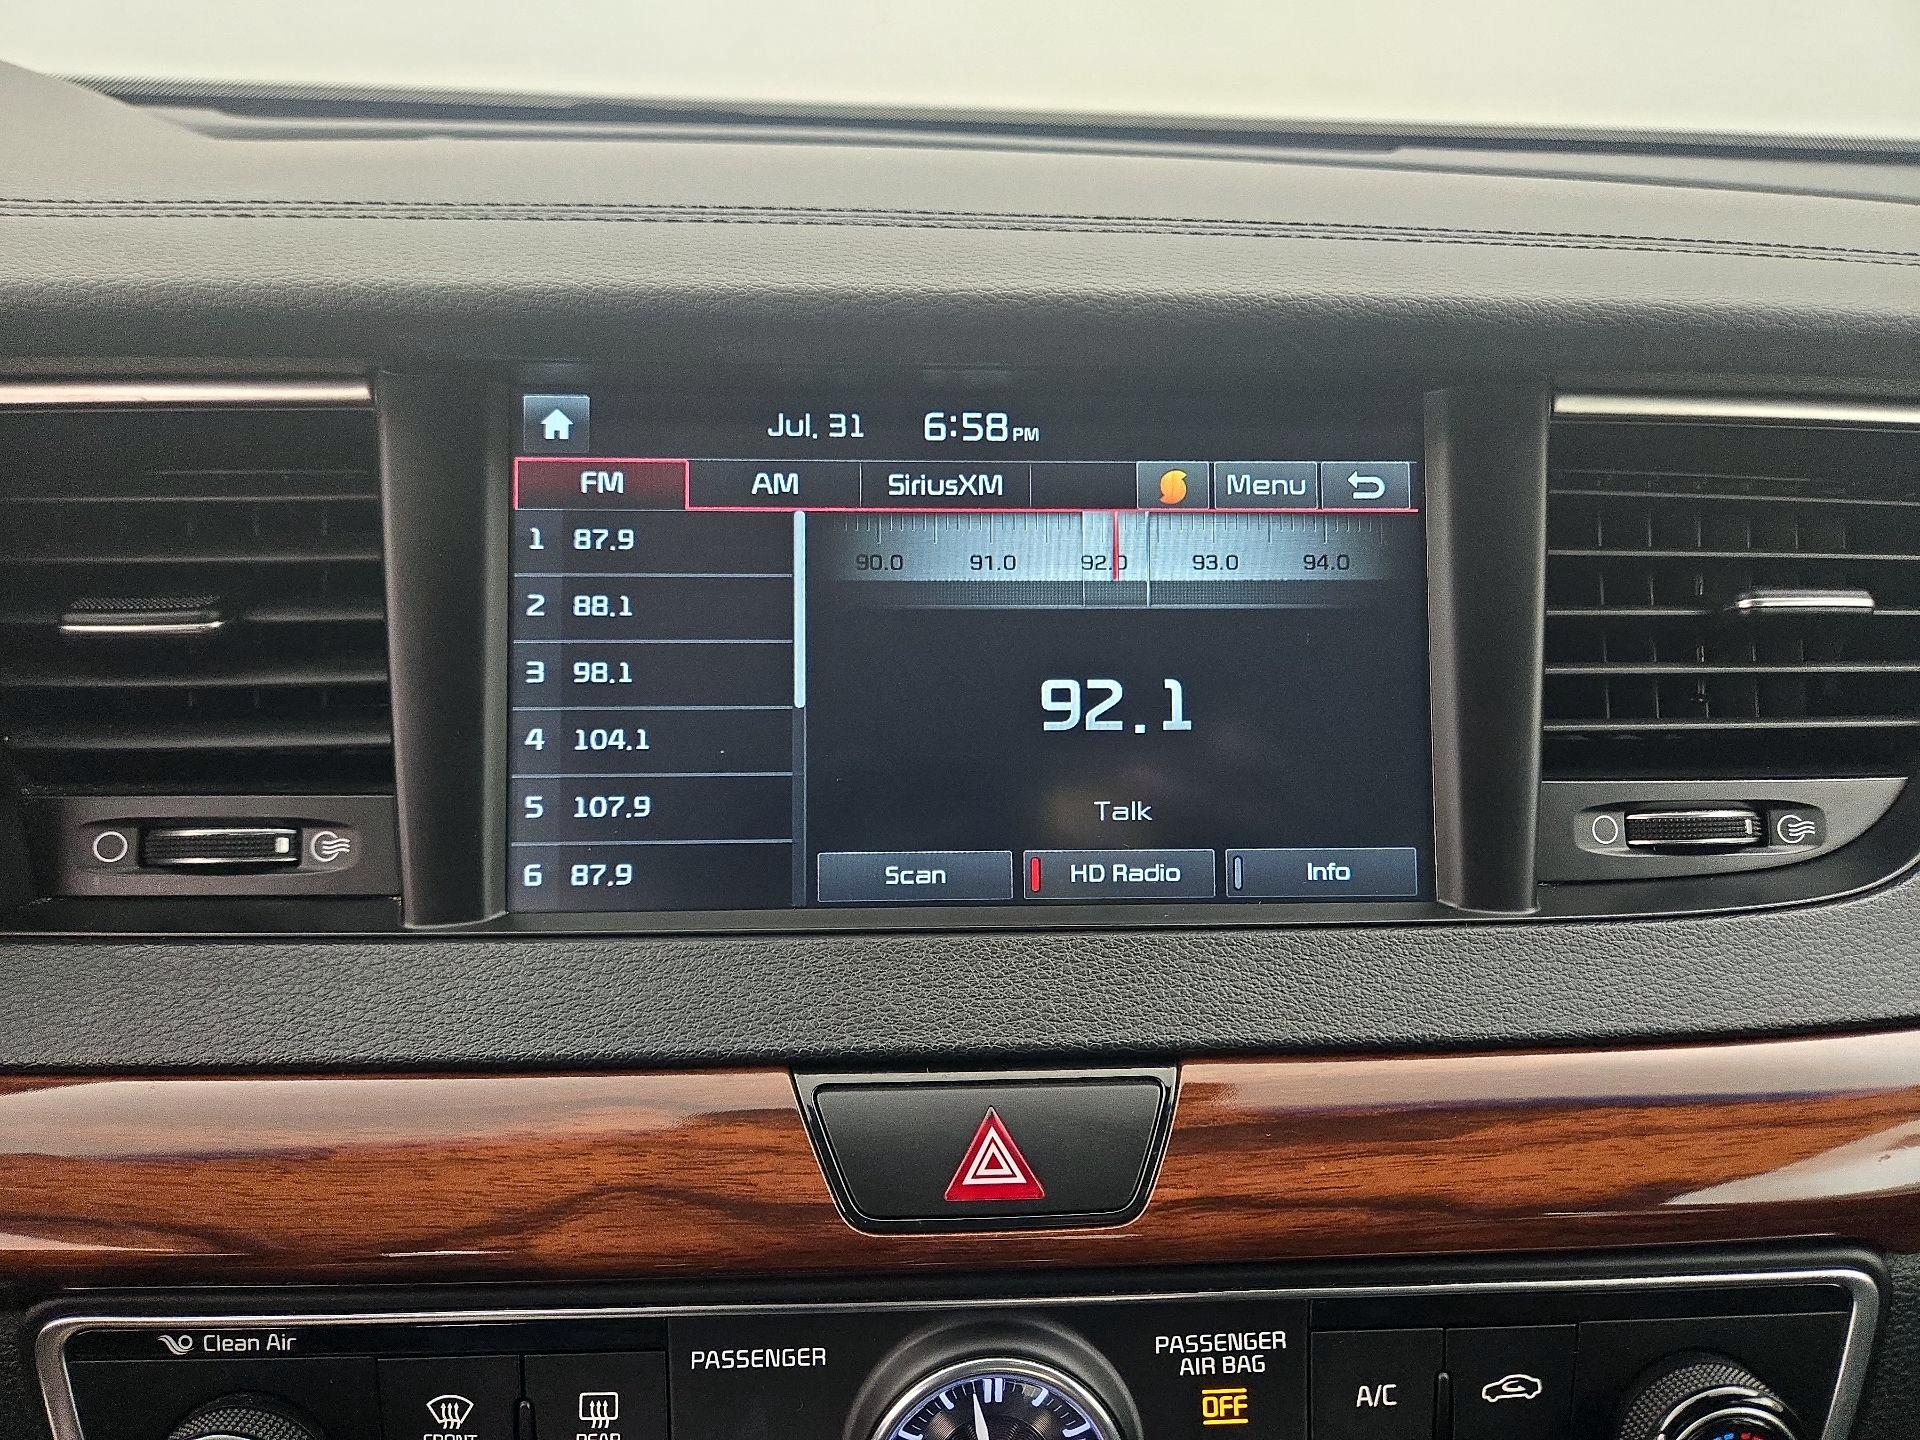 Jul. 31 6:58 PM
FM AM SiriusXM Menu
1 87.9
2 88.1
3 98.1
4 104.1
5 107.9
6 87.9
90.0 91.0 92.0 93.0 94.0
92.1
Talk
Scan HD Radio Info
Clean Air
PASSENGER
PASSENGER
AIR BAG
OFF
A/C
FRONT
REAR